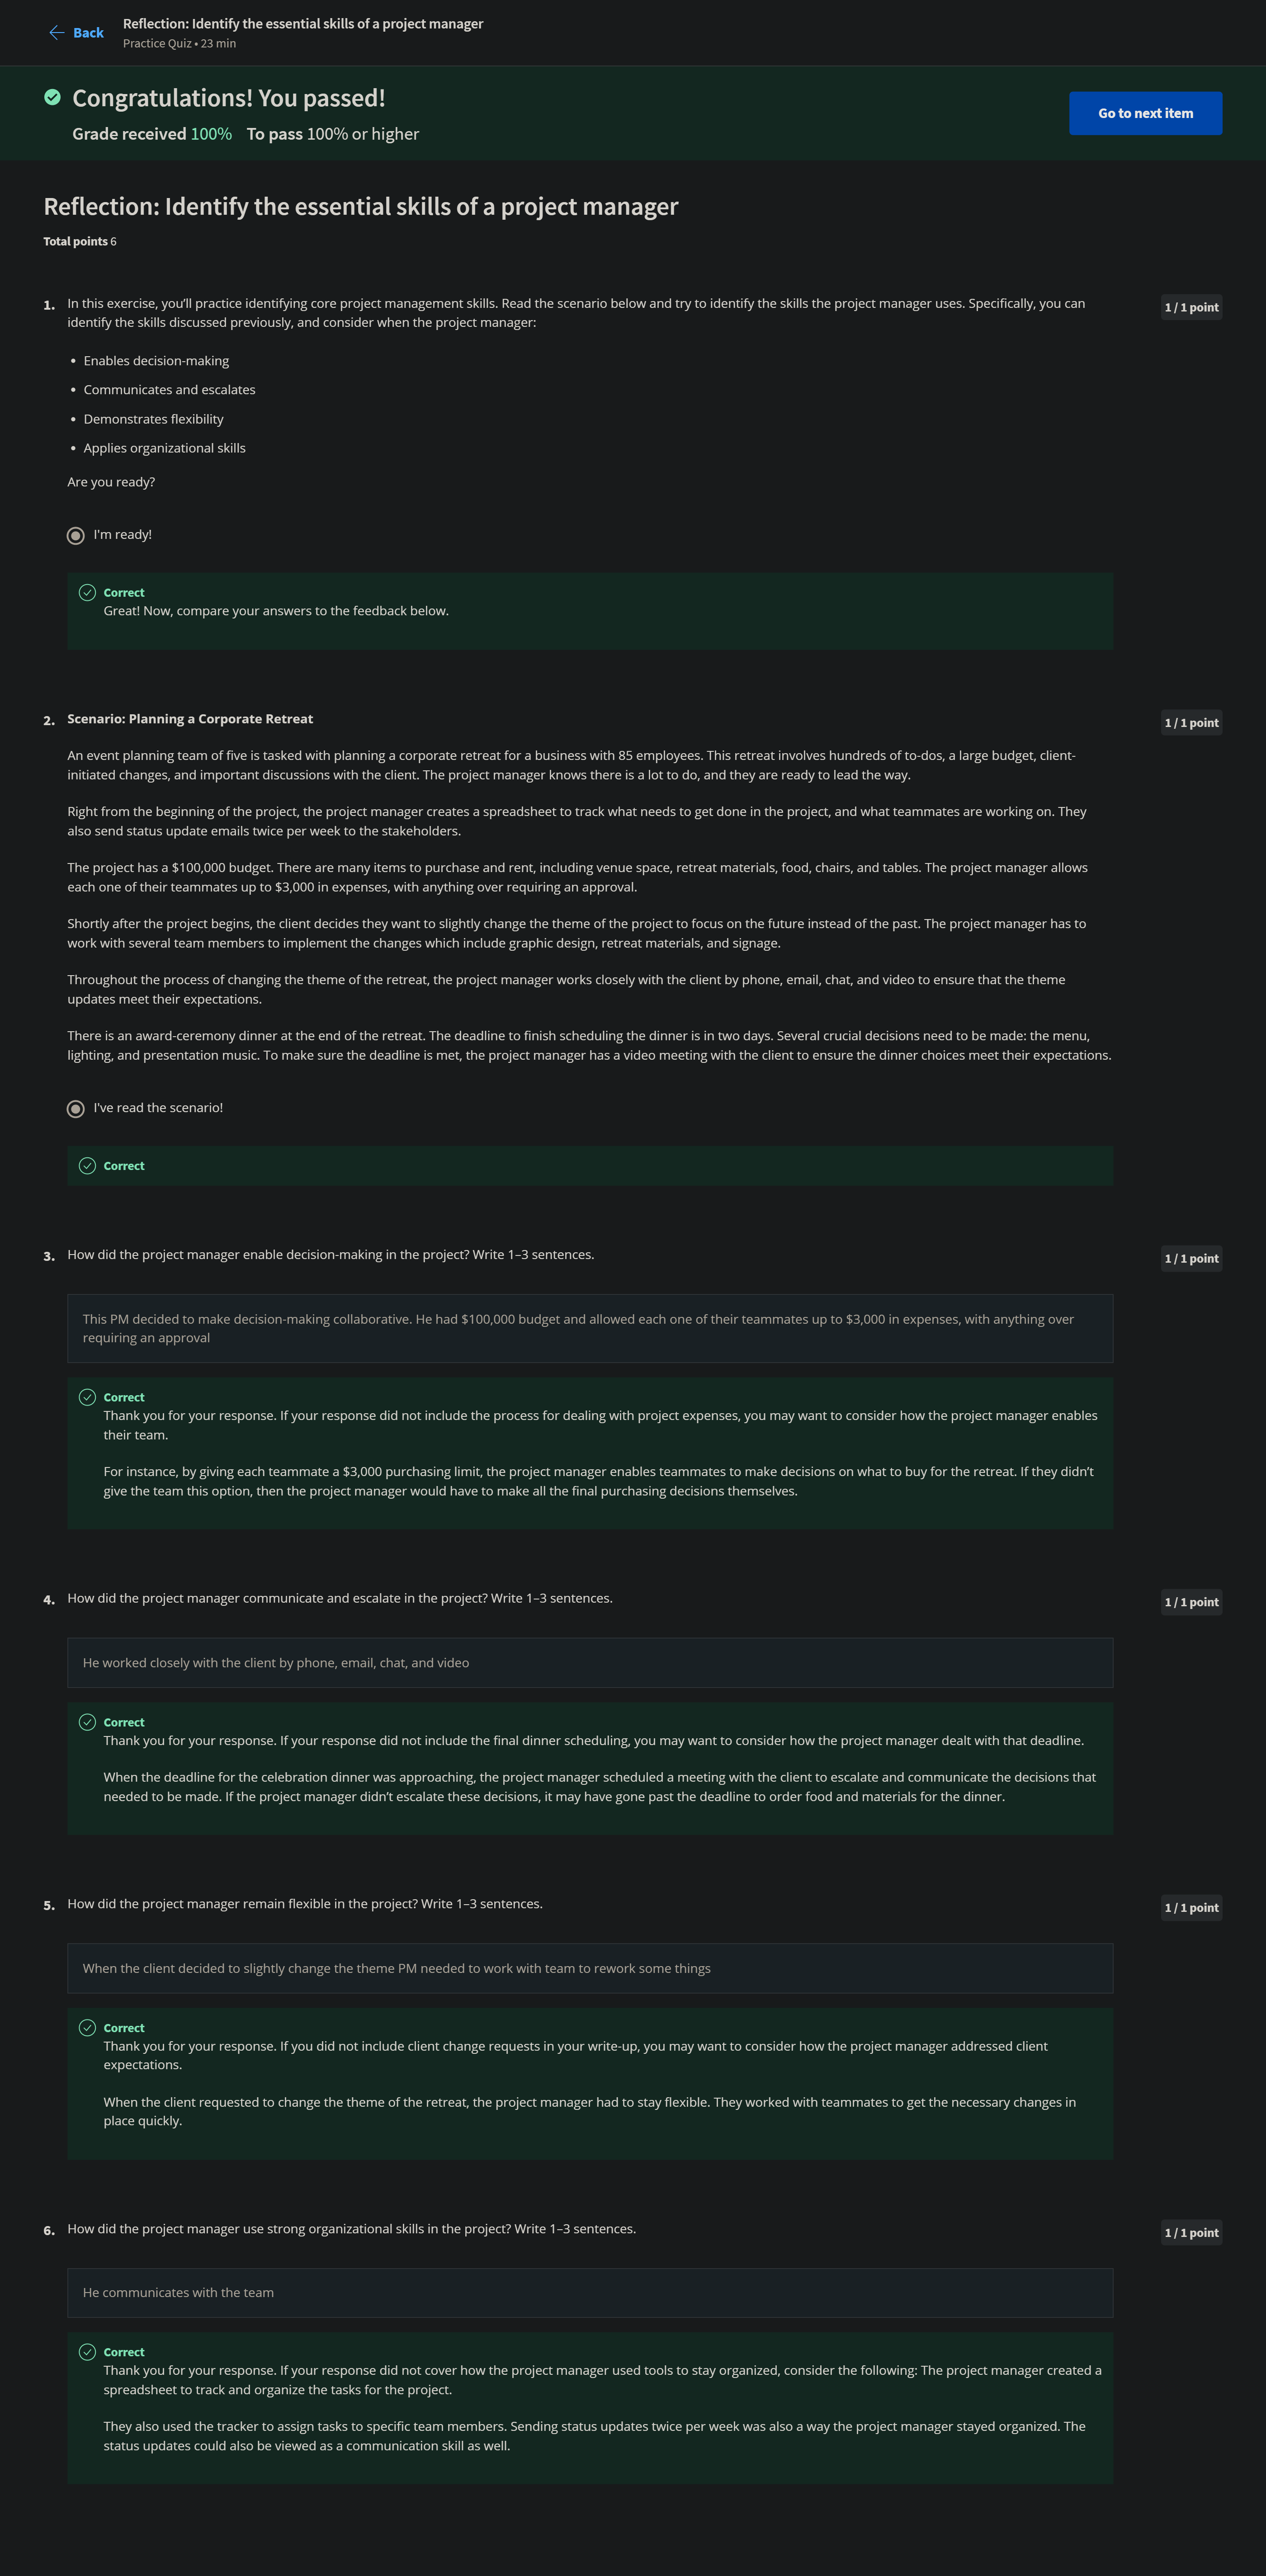 Back
Reflection: Identify the essential skills of a project manager
Practice Quiz • 23 min
Congratulations! You passed!
Grade received 100% To pass 100% or higher
Go to next item
Reflection: Identify the essential skills of a project manager
Total points 6
1. In this exercise, you’ll practice identifying core project management skills. Read the scenario below and try to identify the skills the project manager uses. Specifically, you can
identify the skills discussed previously, and consider when the project manager:
1 / 1 point
• Enables decision-making
• Communicates and escalates
• Demonstrates flexibility
• Applies organizational skills
Are you ready?
I'm ready!
Correct
Great! Now, compare your answers to the feedback below.
2. Scenario: Planning a Corporate Retreat
1 / 1 point
An event planning team of five is tasked with planning a corporate retreat for a business with 85 employees. This retreat involves hundreds of to-dos, a large budget, client-
initiated changes, and important discussions with the client. The project manager knows there is a lot to do, and they are ready to lead the way.
Right from the beginning of the project, the project manager creates a spreadsheet to track what needs to get done in the project, and what teammates are working on. They
also send status update emails twice per week to the stakeholders.
The project has a $100,000 budget. There are many items to purchase and rent, including venue space, retreat materials, food, chairs, and tables. The project manager allows
each one of their teammates up to $3,000 in expenses, with anything over requiring an approval.
Shortly after the project begins, the client decides they want to slightly change the theme of the project to focus on the future instead of the past. The project manager has to
work with several team members to implement the changes which include graphic design, retreat materials, and signage.
Throughout the process of changing the theme of the retreat, the project manager works closely with the client by phone, email, chat, and video to ensure that the theme
updates meet their expectations.
There is an award-ceremony dinner at the end of the retreat. The deadline to finish scheduling the dinner is in two days. Several crucial decisions need to be made: the menu,
lighting, and presentation music. To make sure the deadline is met, the project manager has a video meeting with the client to ensure the dinner choices meet their expectations.
I've read the scenario!
Correct
3. How did the project manager enable decision-making in the project? Write 1–3 sentences.
1 / 1 point
This PM decided to make decision-making collaborative. He had $100,000 budget and allowed each one of their teammates up to $3,000 in expenses, with anything over
requiring an approval
Correct
Thank you for your response. If your response did not include the process for dealing with project expenses, you may want to consider how the project manager enables
their team.
For instance, by giving each teammate a $3,000 purchasing limit, the project manager enables teammates to make decisions on what to buy for the retreat. If they didn’t
give the team this option, then the project manager would have to make all the final purchasing decisions themselves.
4. How did the project manager communicate and escalate in the project? Write 1–3 sentences.
1 / 1 point
He worked closely with the client by phone, email, chat, and video
Correct
Thank you for your response. If your response did not include the final dinner scheduling, you may want to consider how the project manager dealt with that deadline.
When the deadline for the celebration dinner was approaching, the project manager scheduled a meeting with the client to escalate and communicate the decisions that
needed to be made. If the project manager didn’t escalate these decisions, it may have gone past the deadline to order food and materials for the dinner.
5. How did the project manager remain flexible in the project? Write 1–3 sentences.
1 / 1 point
When the client decided to slightly change the theme PM needed to work with team to rework some things
Correct
Thank you for your response. If you did not include client change requests in your write-up, you may want to consider how the project manager addressed client
expectations.
When the client requested to change the theme of the retreat, the project manager had to stay flexible. They worked with teammates to get the necessary changes in
place quickly.
6. How did the project manager use strong organizational skills in the project? Write 1–3 sentences.
1 / 1 point
He communicates with the team
Correct
Thank you for your response. If your response did not cover how the project manager used tools to stay organized, consider the following: The project manager created a
spreadsheet to track and organize the tasks for the project.
They also used the tracker to assign tasks to specific team members. Sending status updates twice per week was also a way the project manager stayed organized. The
status updates could also be viewed as a communication skill as well.